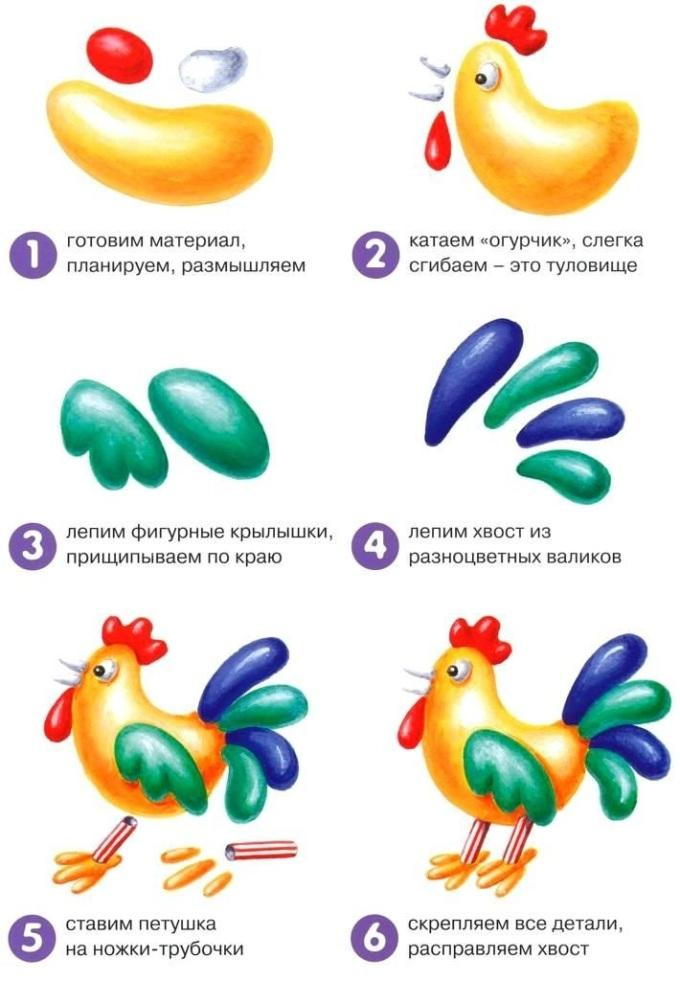 1 готовим материал,
планируем, размышляем
2 катаем «огурчик», слегка
сгибаем – это туловище
3 лепим фигурные крылышки,
прищипываем по краю
4 лепим хвост из
разноцветных валиков
5 ставим петушка
на ножки-трубочки
6 скрепляем все детали,
расправляем хвост